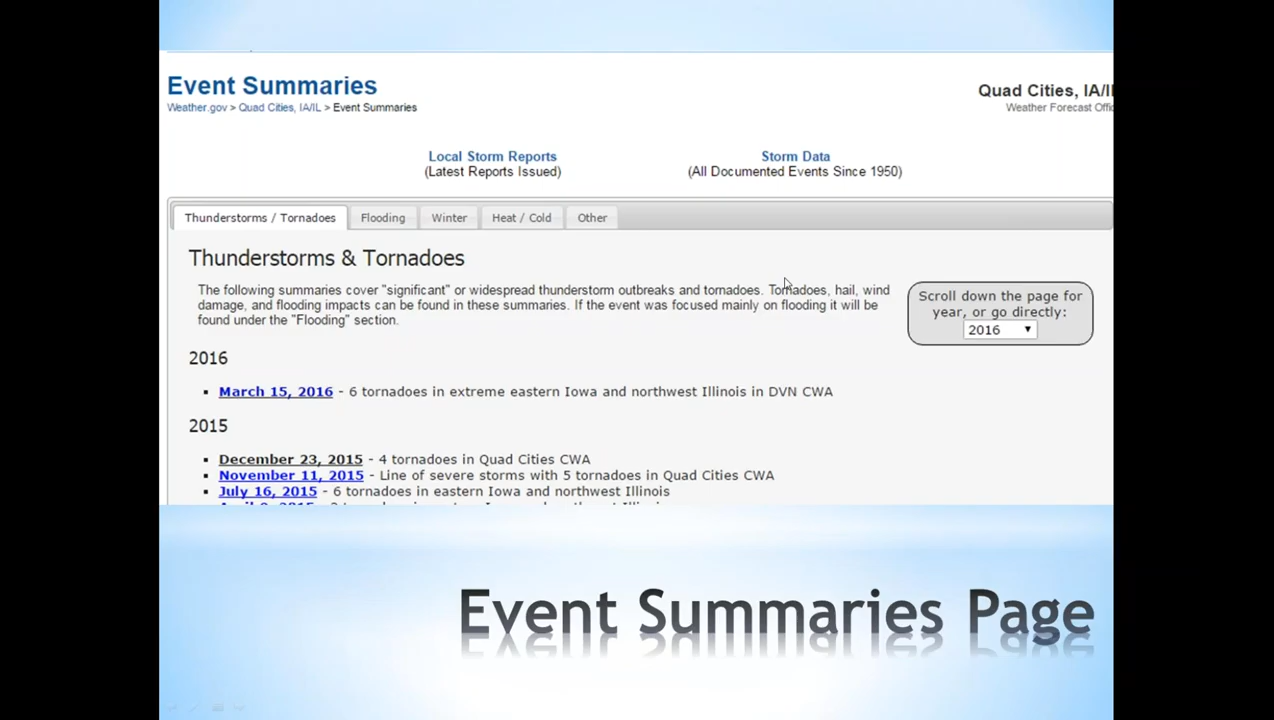 Event Summaries
Quad Cities, IA/IL
Weather.gov > Quad Cities, IA/IL > Event Summaries
Weather Forecast Offic
Local Storm Reports
Storm Data
(Latest Reports Issued)
(All Documented Events Since 1950)
Thunderstorms / Tornadoes
Flooding
Winter
Heat / Cold
Other
Thunderstorms & Tornadoes
The following summaries cover "significant" or widespread thunderstorm outbreaks and tornadoes. Tornadoes, hail, wind
damage, and flooding impacts can be found in these summaries. If the event was focused mainly on flooding it will be
found under the "Flooding" section.
Scroll down the page for
year, or go directly:
2016
2016
March 15, 2016 - 6 tornadoes in extreme eastern Iowa and northwest Illinois in DVN CWA
2015
December 23, 2015 - 4 tornadoes in Quad Cities CWA
November 11, 2015 - Line of severe storms with 5 tornadoes in Quad Cities CWA
July 16, 2015 - 6 tornadoes in eastern Iowa and northwest Illinois
Event Summaries Page